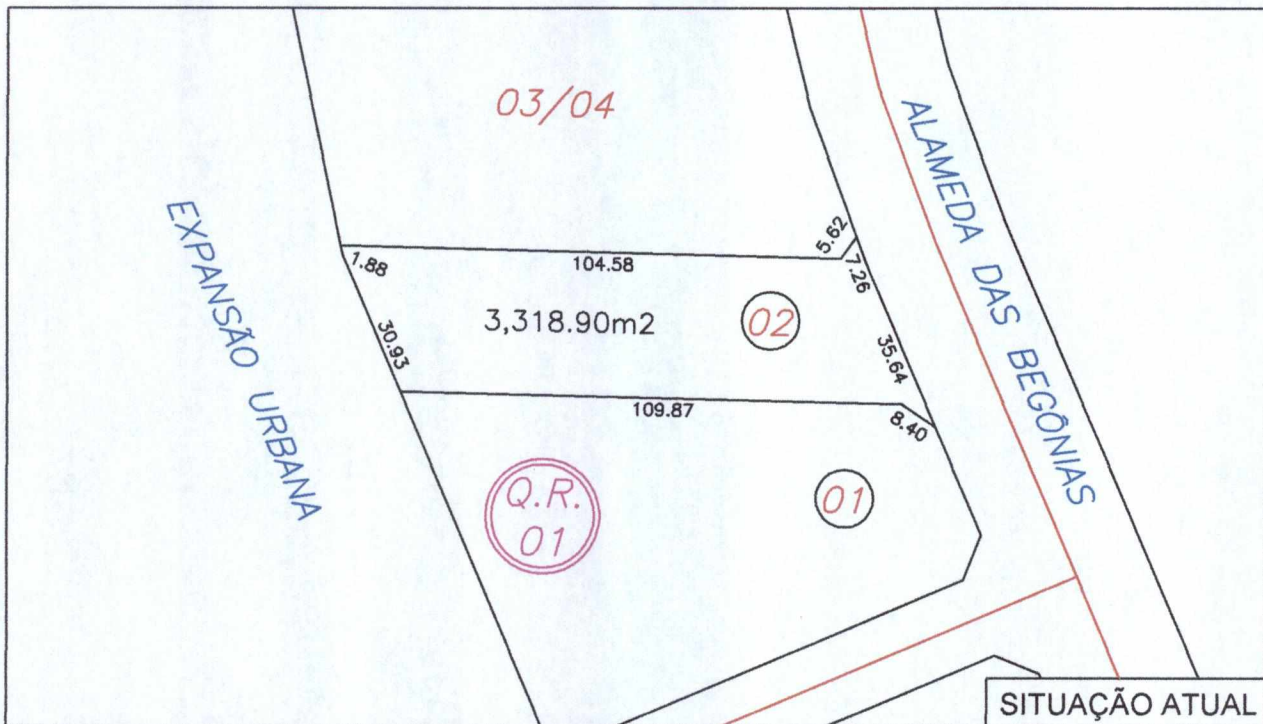 03/04
ALAMEDA DAS BEGÔNIAS
EXPANSÃO URBANA
5.62
1.88
104.58
7.26
3,318.90m2
02
30.93
35.64
109.87
8.40
Q.R.
01
01
SITUAÇÃO ATUAL